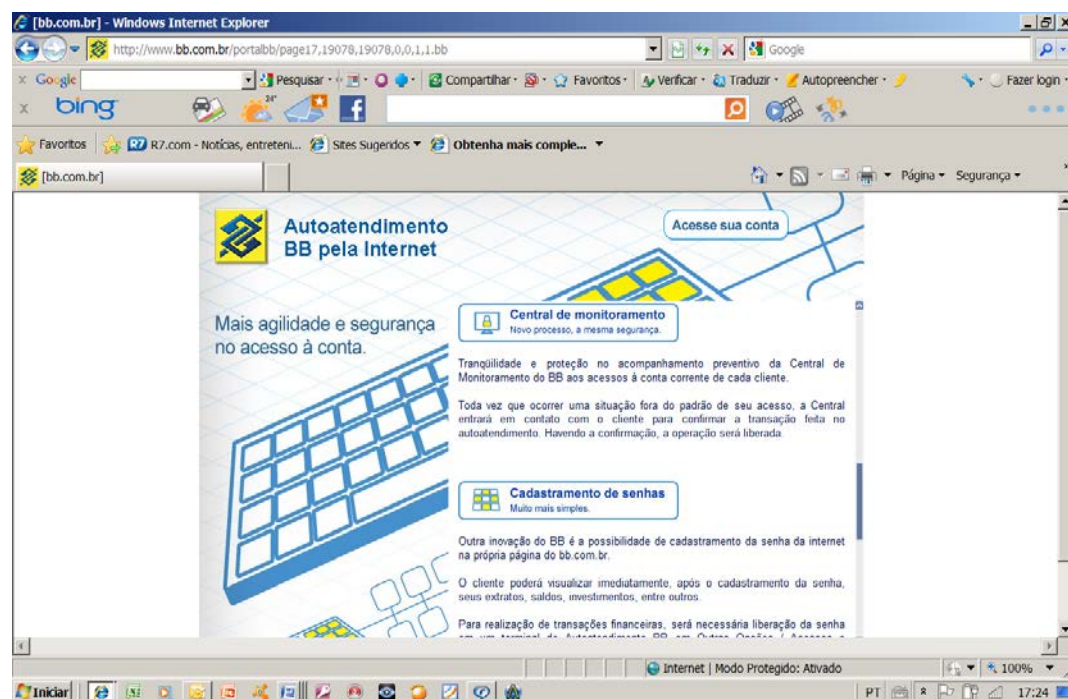 [bb.com.br] - Windows Internet Explorer
http://www.bb.com.br/portalbb/page17,19078,19078,0,0,1,1.bb
Google
x Google
Pesquisar
Compartilhar
Favoritos
Verificar
Traduzir
Autopreencher
Fazer login
x bing
24°
Favoritos
R7.com - Notícias, entreteni...
Sites Sugeridos
Obtenha mais comple...
[bb.com.br]
Página
Segurança
Autoatendimento
BB pela Internet
Acesse sua conta
Mais agilidade e segurança
no acesso à conta.
Central de monitoramento
Novo processo, a mesma segurança.
Tranqüilidade e proteção no acompanhamento preventivo da Central de
Monitoramento do BB aos acessos à conta corrente de cada cliente.
Toda vez que ocorrer uma situação fora do padrão de seu acesso, a Central
entrará em contato com o cliente para confirmar a transação feita no
autoatendimento. Havendo a confirmação, a operação será liberada.
Cadastramento de senhas
Muito mais simples.
Outra inovação do BB é a possibilidade de cadastramento da senha da internet
na própria página do bb.com.br.
O cliente poderá visualizar imediatamente, após o cadastramento da senha,
seus extratos, saldos, investimentos, entre outros.
Para realização de transações financeiras, será necessária liberação da senha
Internet | Modo Protegido: Ativado
100%
Iniciar
PT
17:24